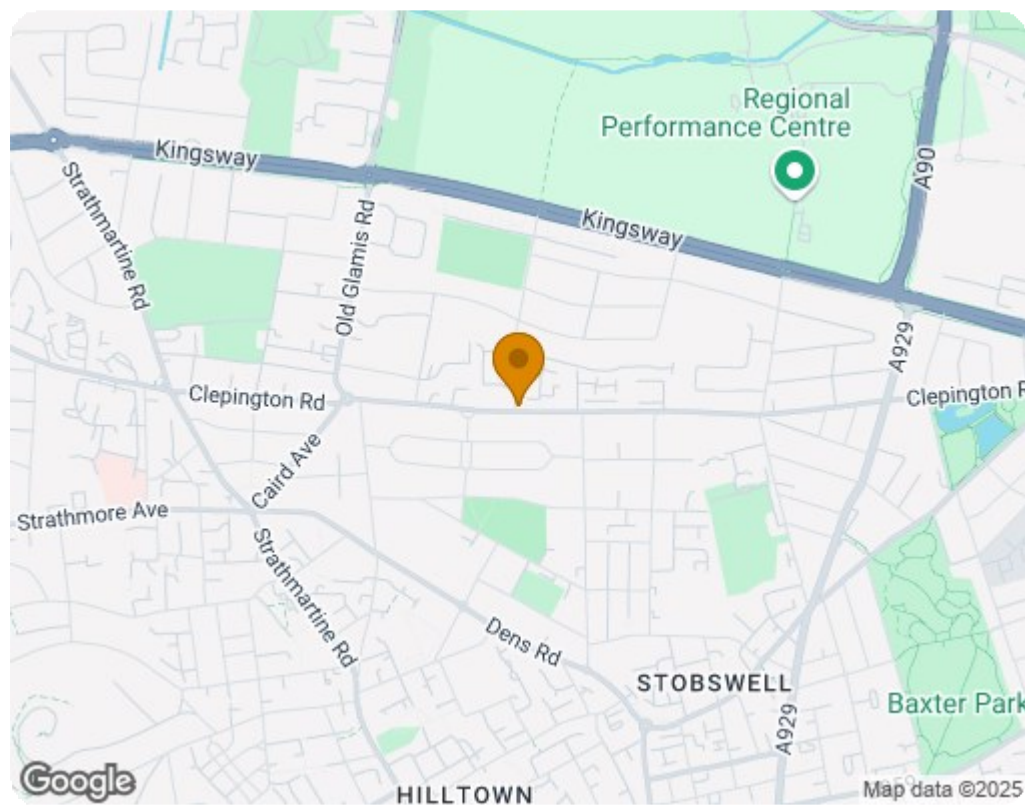 Regional
Performance Centre
Kingsway
A90
Strathmartine Rd
Old Glamis Rd
Kingsway
A929
Clepington Rd
Clepington R
Caird Ave
Strathmore Ave
Strathmartine Rd
Dens Rd
STOBSWELL
Baxter Park
A929
HILLTOWN
Google
Map data ©2025